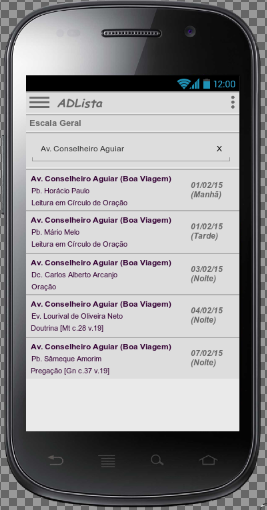 12:00
ADLista
Escala Geral
Av. Conselheiro Aguiar X
Av. Conselheiro Aguiar (Boa Viagem)
Pb. Horácio Paulo
Leitura em Círculo de Oração
01/02/15
(Manhã)
Av. Conselheiro Aguiar (Boa Viagem)
Pb. Mário Melo
Leitura em Círculo de Oração
01/02/15
(Tarde)
Av. Conselheiro Aguiar (Boa Viagem)
Dc. Carlos Alberto Arcanjo
Oração
03/02/15
(Noite)
Av. Conselheiro Aguiar (Boa Viagem)
Ev. Lourival de Oliveira Neto
Doutrina [Mt c.28 v.19]
04/02/15
(Noite)
Av. Conselheiro Aguiar (Boa Viagem)
Pb. Sâmeque Amorim
Pregação [Gn c.37 v.19]
07/02/15
(Noite)